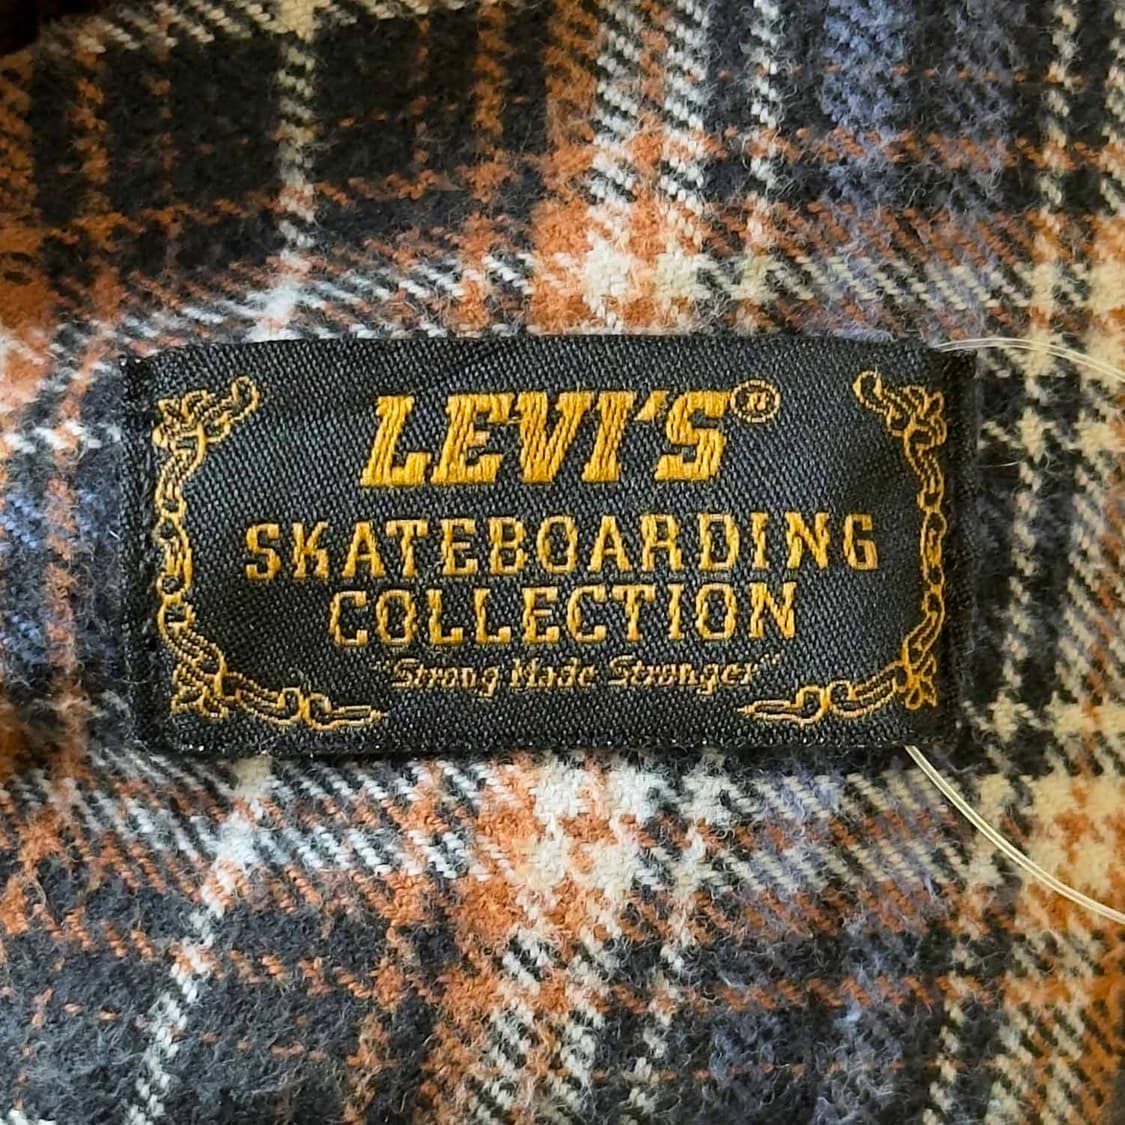 LEVI'S®
SKATEBOARDING
COLLECTION
"Strong Made Stronger"